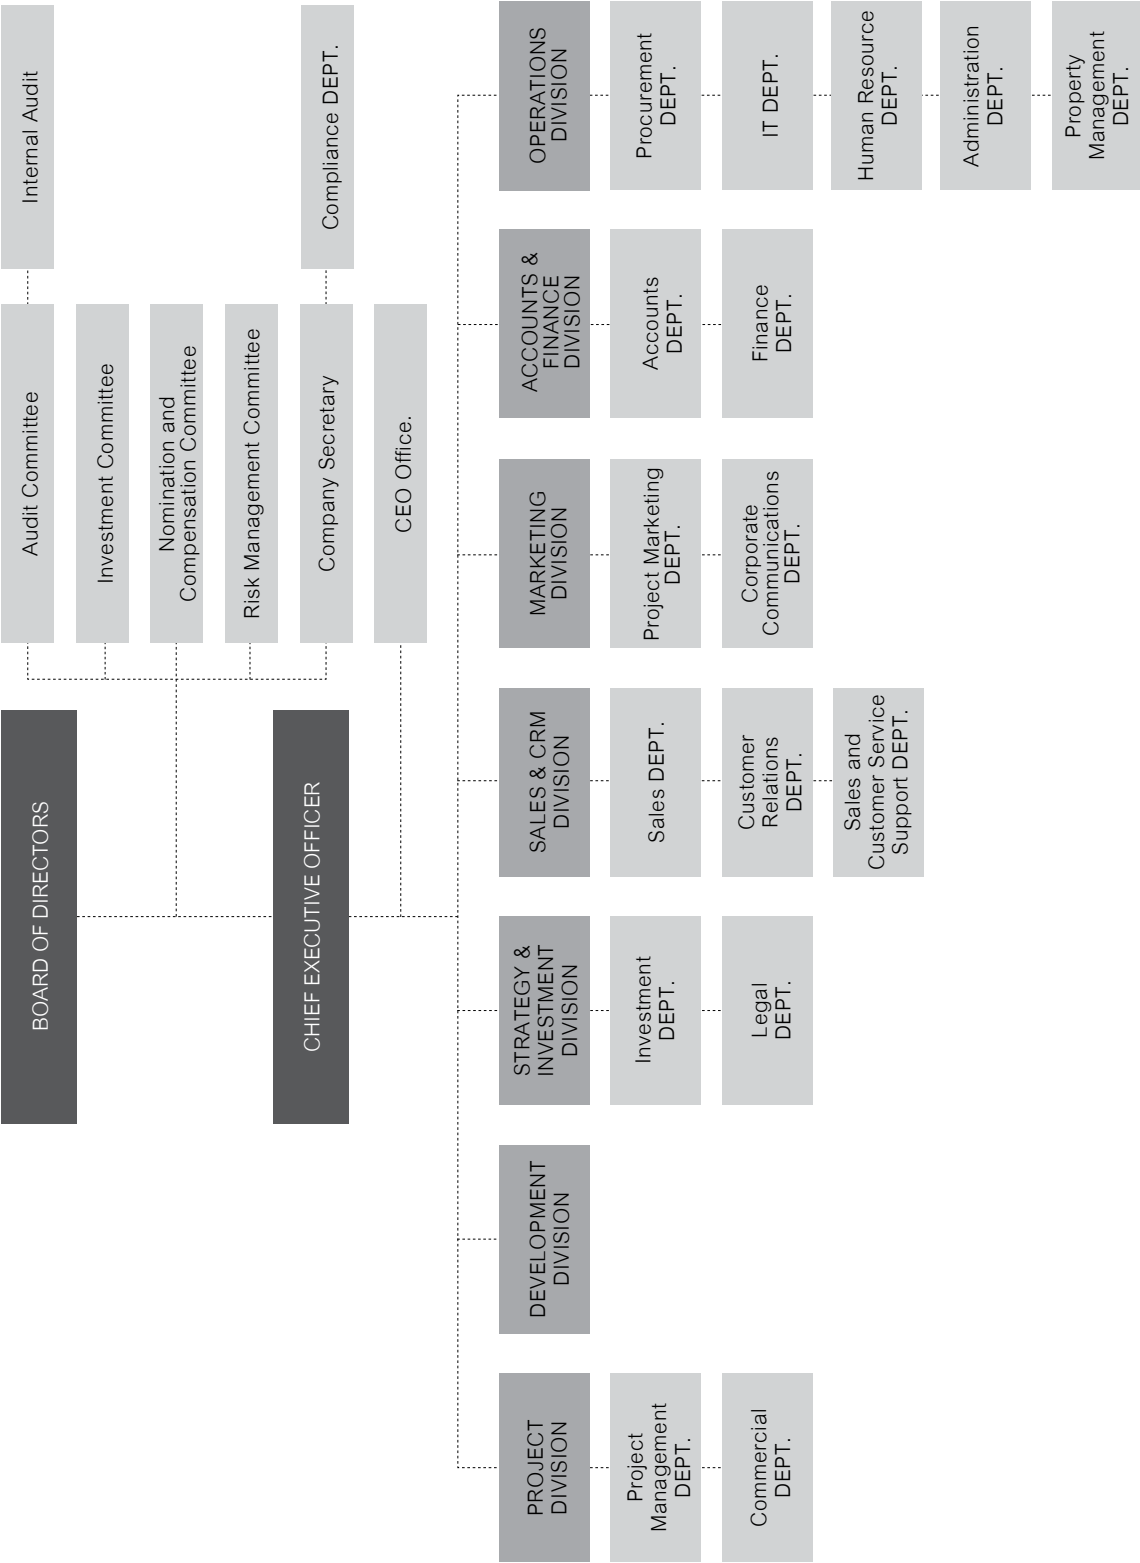 BOARD OF DIRECTORS
Audit Committee
Internal Audit
Investment Committee
Nomination and
Compensation Committee
Risk Management Committee
Company Secretary
Compliance DEPT.
CHIEF EXECUTIVE OFFICER
CEO Office.
PROJECT
DIVISION
Project
Management
DEPT.
Commercial
DEPT.
DEVELOPMENT
DIVISION
STRATEGY &
INVESTMENT
DIVISION
Investment
DEPT.
Legal
DEPT.
SALES & CRM
DIVISION
Sales DEPT.
Customer
Relations
DEPT.
Sales and
Customer Service
Support DEPT.
MARKETING
DIVISION
Project Marketing
DEPT.
Corporate
Communications
DEPT.
ACCOUNTS &
FINANCE
DIVISION
Accounts
DEPT.
Finance
DEPT.
OPERATIONS
DIVISION
Procurement
DEPT.
IT DEPT.
Human Resource
DEPT.
Administration
DEPT.
Property
Management
DEPT.